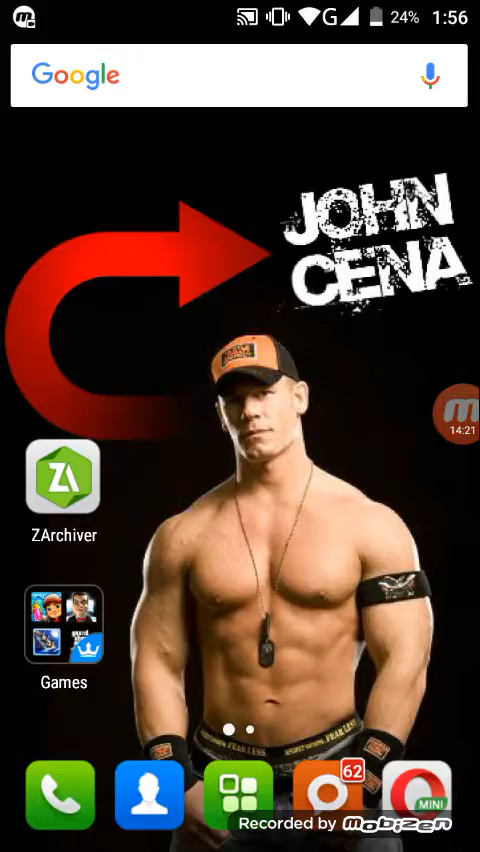 24% 1:56
Google
JOHN
CENA
14:21
ZArchiver
Games
62
MINI
Recorded by mobizen